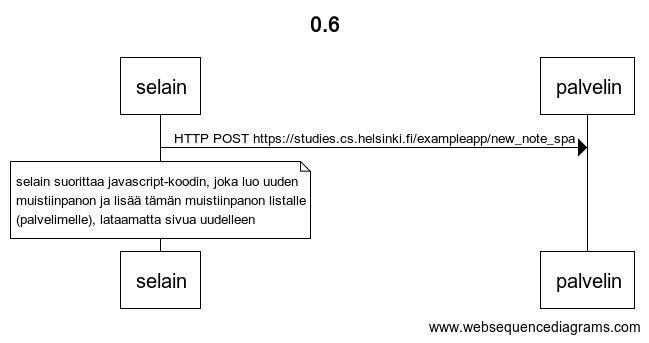 0.6
selain
palvelin
HTTP POST https://studies.cs.helsinki.fi/exampleapp/new_note_spa
selain suorittaa javascript-koodin, joka luo uuden
muistiinpanon ja lisää tämän muistiinpanon listalle
(palvelimelle), lataamatta sivua uudelleen
selain
palvelin
www.websequencediagrams.com